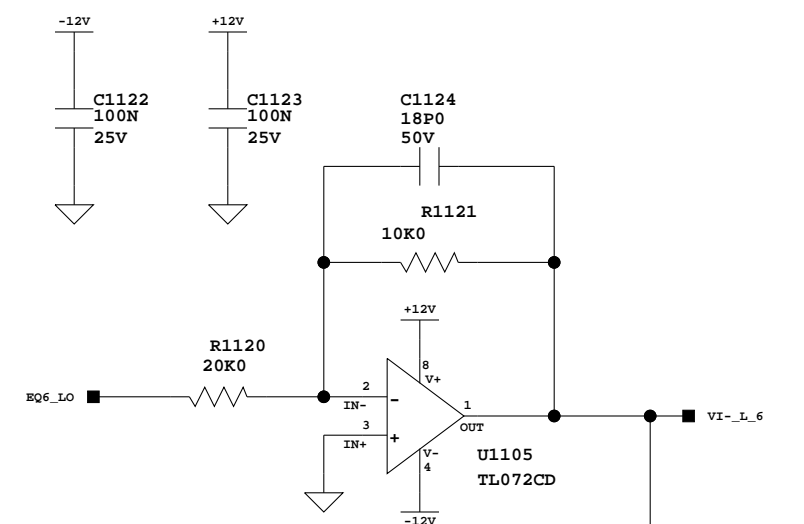 -12V
+12V
C1122
100N
25V
C1123
100N
25V
C1124
18P0
50V
R1121
10K0
+12V
R1120
20K0
8
V+
EQ6_LO
2
IN-
-
1
OUT
VI-_L_6
3
IN+
+
V-
4
U1105
TL072CD
-12V